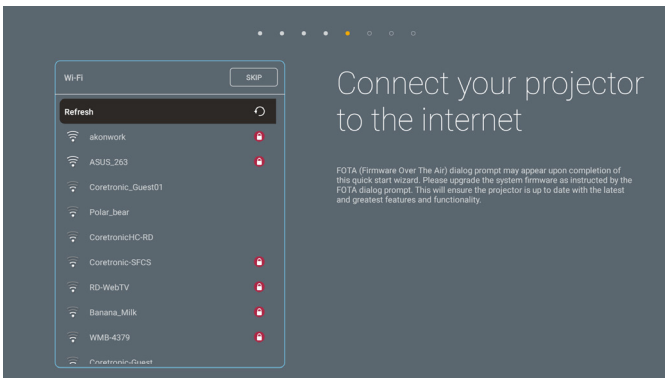 Wi-Fi
SKIP
Refresh
akonwork
ASUS_263
Coretronic_Guest01
Polar_bear
CoretronicHC-RD
Coretronic-SFCS
RD-WebTV
Banana_Milk
WMB-4379
Coretronic-Guest
Connect your projector
to the internet
FOTA (Firmware Over The Air) dialog prompt may appear upon completion of
this quick start wizard. Please upgrade the system firmware as instructed by the
FOTA dialog prompt. This will ensure the projector is up to date with the latest
and greatest features and functionality.